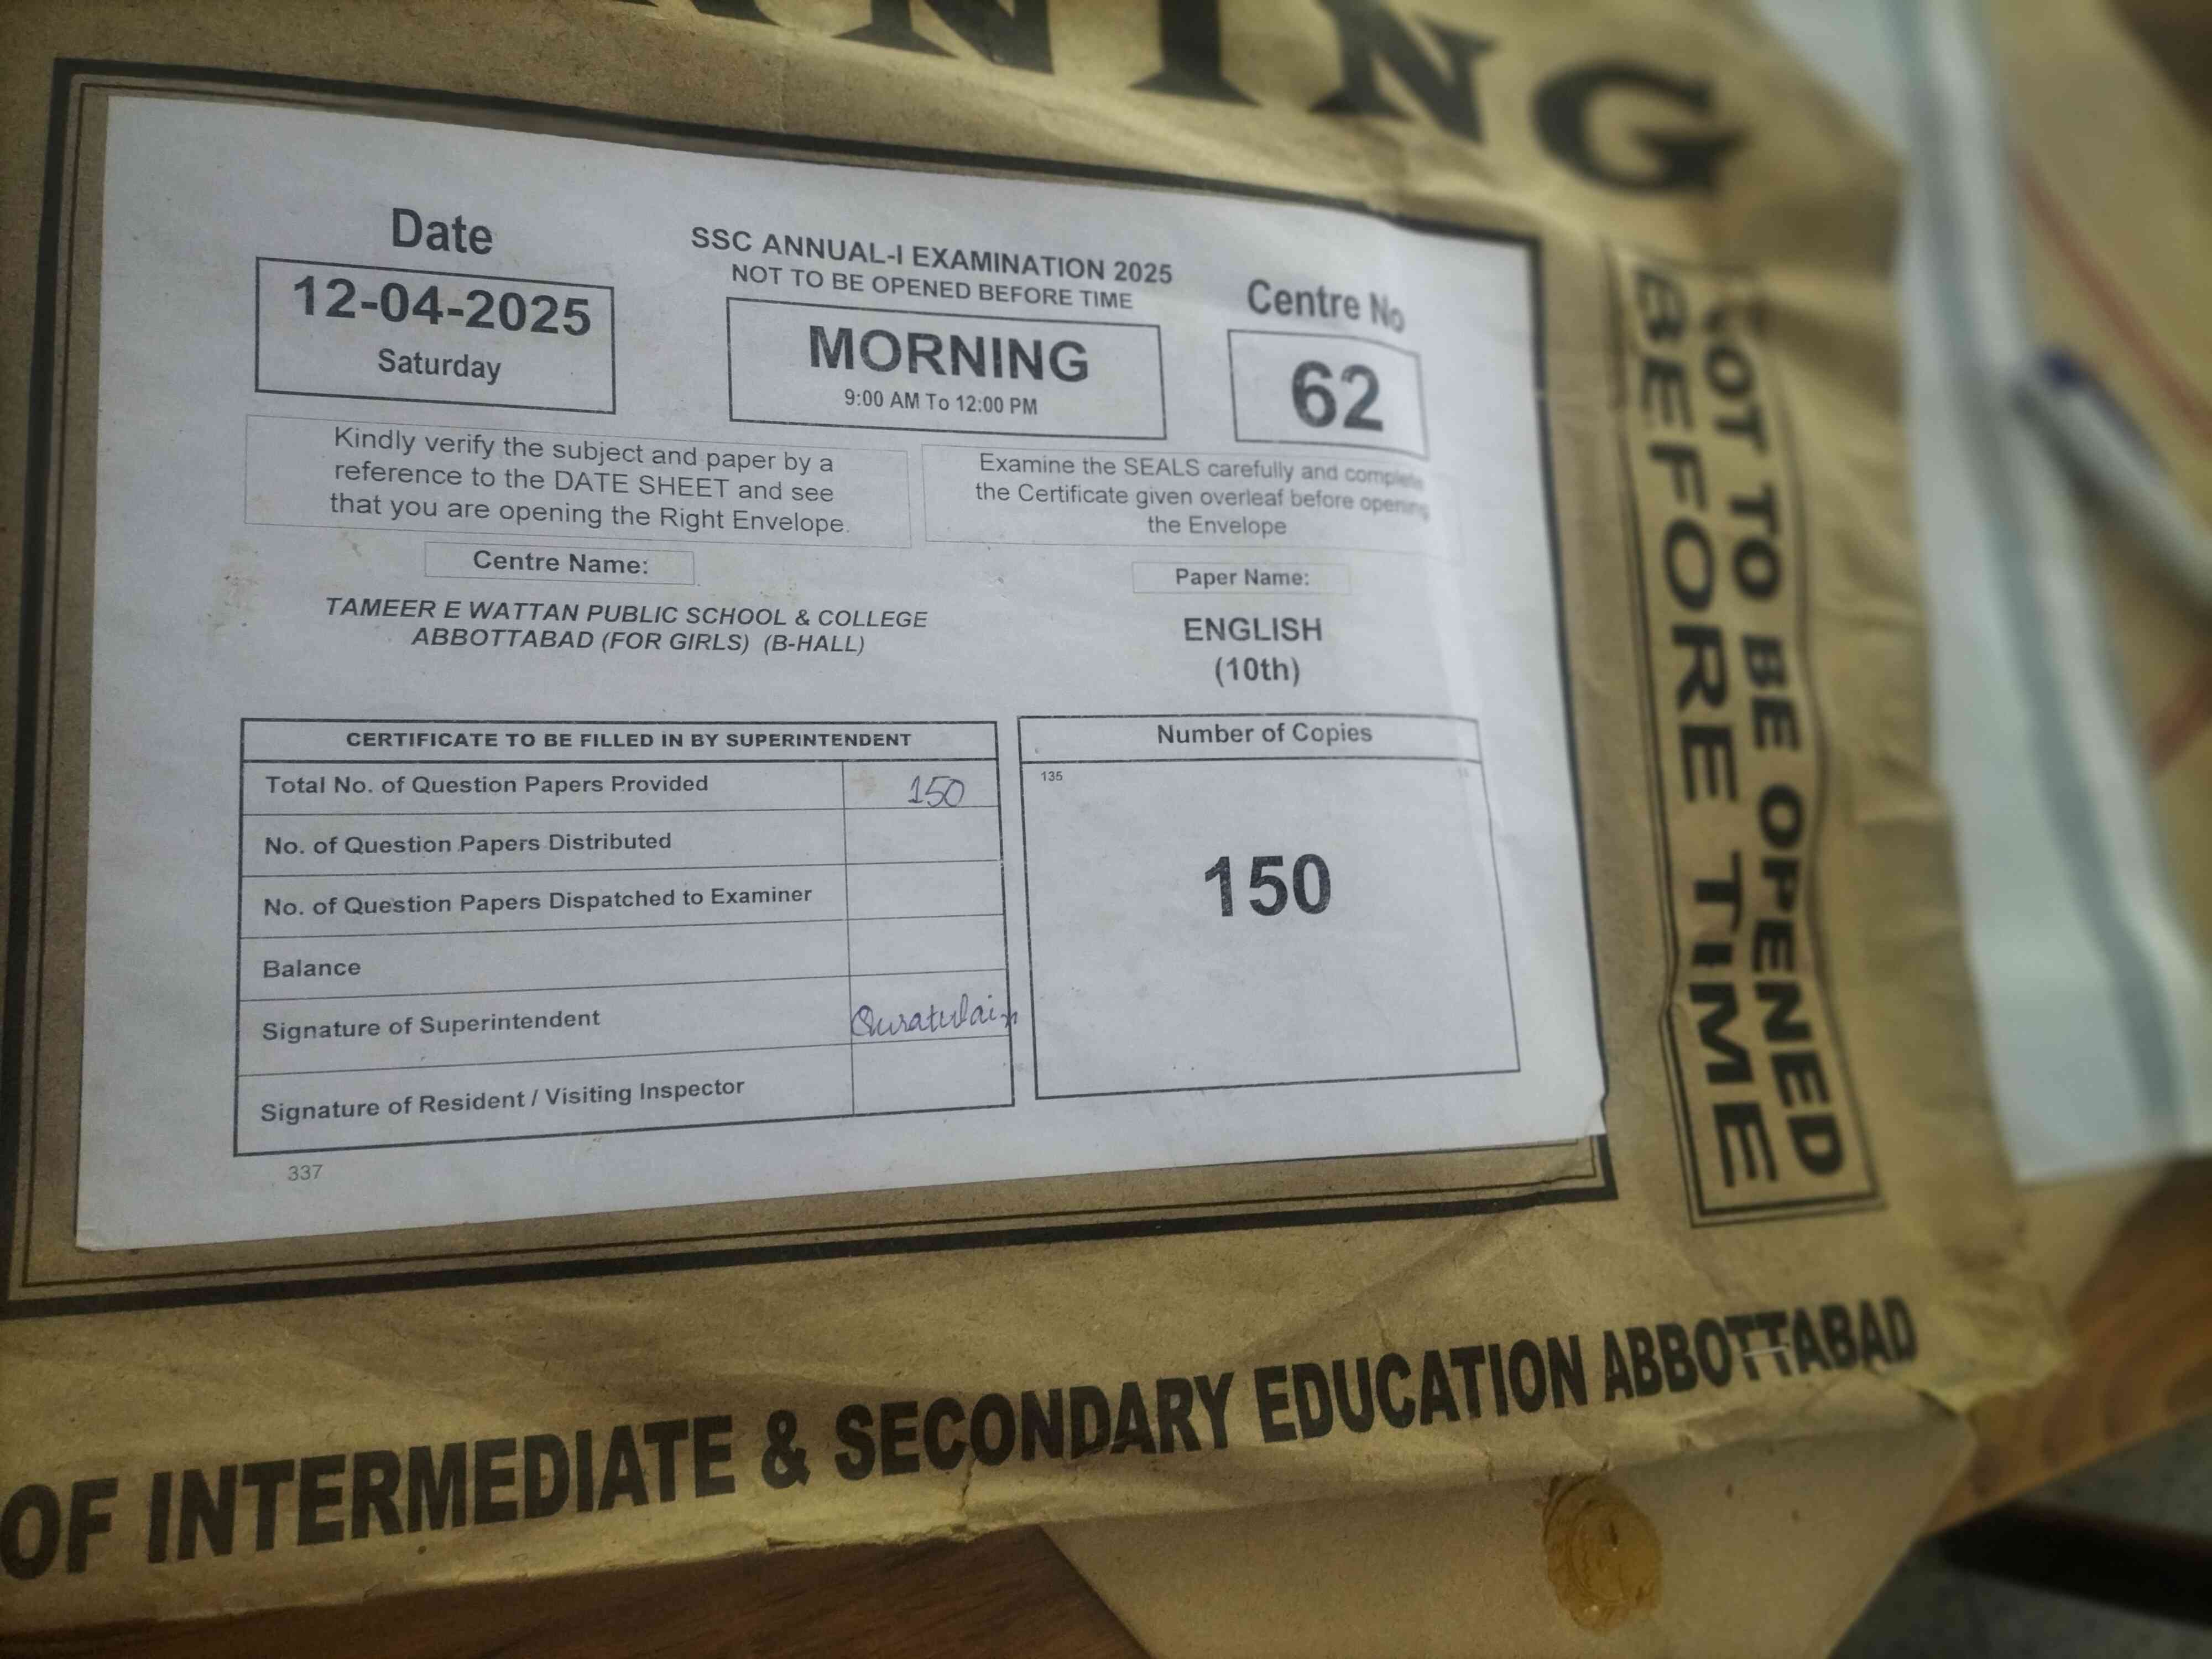 NING
Date
12-04-2025
Saturday
SSC ANNUAL-I EXAMINATION 2025
NOT TO BE OPENED BEFORE TIME
MORNING
9:00 AM To 12:00 PM
Centre No
62
Kindly verify the subject and paper by a
reference to the DATE SHEET and see
that you are opening the Right Envelope.
Examine the SEALS carefully and complete
the Certificate given overleaf before opening
the Envelope
Centre Name:
TAMEER E WATTAN PUBLIC SCHOOL & COLLEGE
ABBOTTABAD (FOR GIRLS) (B-HALL)
Paper Name:
ENGLISH
(10th)
CERTIFICATE TO BE FILLED IN BY SUPERINTENDENT
Total No. of Question Papers Provided 150
No. of Question Papers Distributed
No. of Question Papers Dispatched to Examiner
Balance
Signature of Superintendent Quratulain
Signature of Resident / Visiting Inspector
Number of Copies
135
150
337
NOT TO BE OPENED
BEFORE TIME
OF INTERMEDIATE & SECONDARY EDUCATION ABBOTTABAD